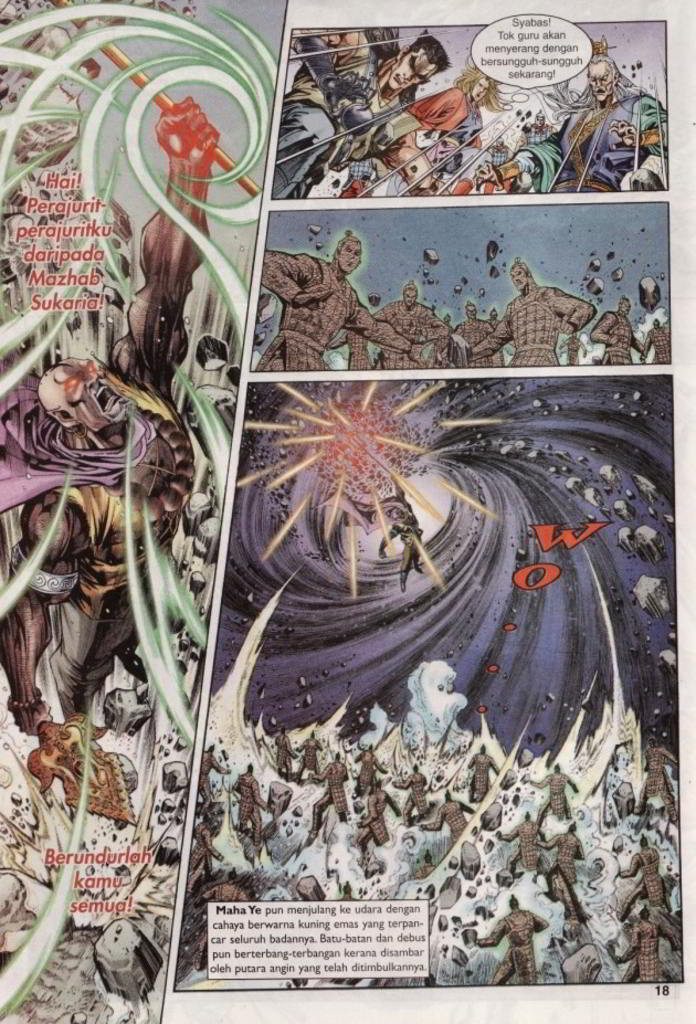 Hai!
Perajurit-
perajuritku
daripada
Mazhab
Sukaria!
Berundurlah
kamu
semua!
Syabas!
Tok guru akan
menyerang dengan
bersungguh-sungguh
sekarang!
W
O
. . . .
Maha Ye pun menjulang ke udara dengan
cahaya berwarna kuning emas yang terpan-
car seluruh badannya. Batu-batan dan debus
pun berterbang-terbangan kerana disambar
oleh putara angin yang telah ditimbulkannya.
18